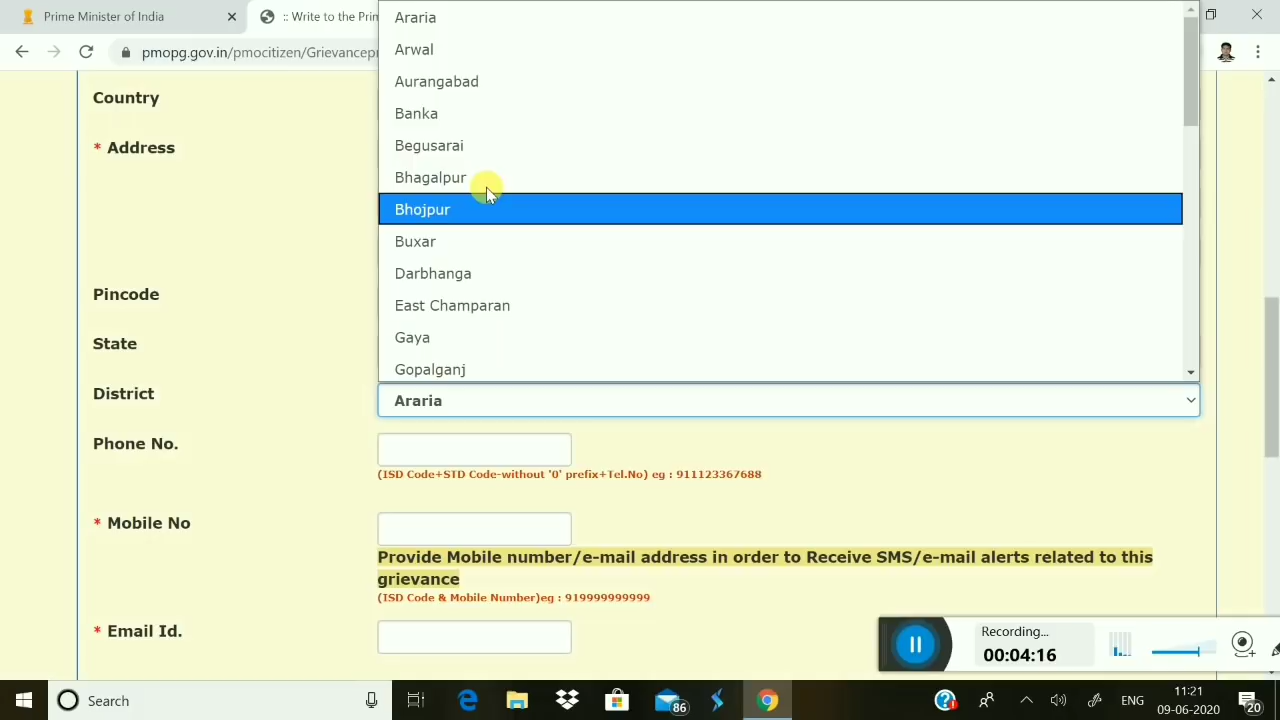 Prime Minister of India
:: Write to the Prim
pmopg.gov.in/pmocitizen/Grievancepr
Araria
Arwal
Aurangabad
Banka
Begusarai
Bhagalpur
Bhojpur
Buxar
Darbhanga
East Champaran
Gaya
Gopalganj
Country
* Address
Pincode
State
District
Araria
Phone No.
(ISD Code+STD Code-without '0' prefix+Tel.No) eg : 911123367688
* Mobile No
Provide Mobile number/e-mail address in order to Receive SMS/e-mail alerts related to this
grievance
(ISD Code & Mobile Number)eg : 919999999999
* Email Id.
Recording...
00:04:16
Search
86
ENG
11:21
09-06-2020
20